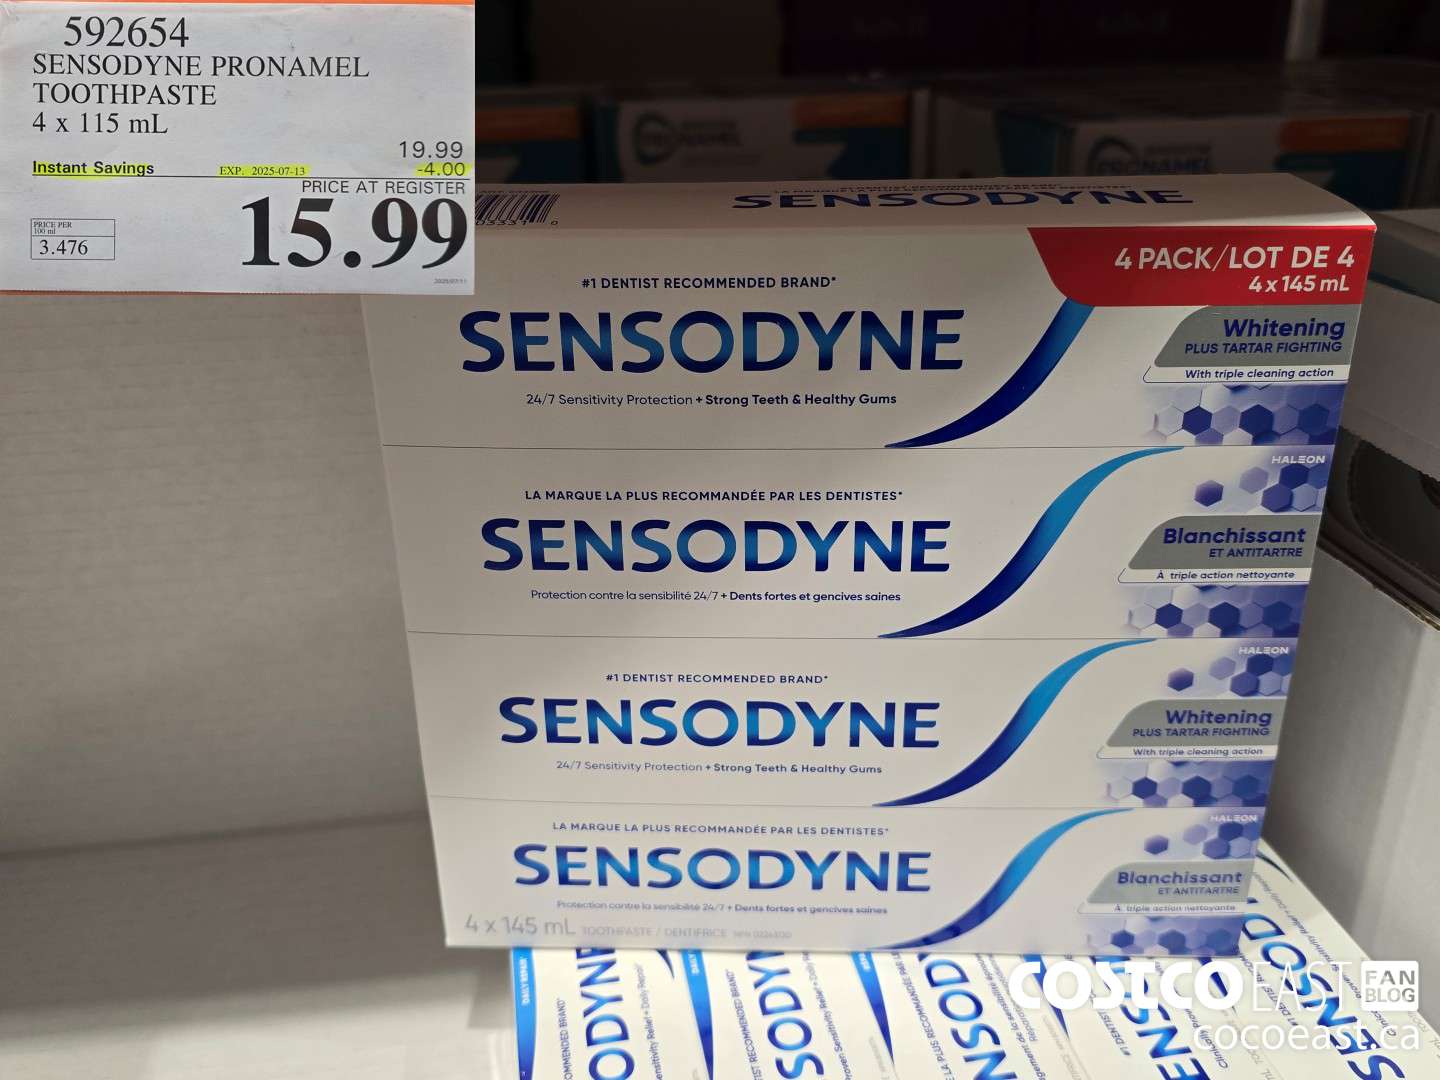 592654
SENSODYNE PRONAMEL
TOOTHPASTE
4 x 115 mL
19.99
Instant Savings EXP. 2025-07-13 -4.00
PRICE AT REGISTER
15.99
PRICE PER
100 ml
3.476
2025/07/11
PRONAMEL
PRONAMEL
SENSODYNE
4 PACK/LOT DE 4
4 x 145 mL
#1 DENTIST RECOMMENDED BRAND*
SENSODYNE
24/7 Sensitivity Protection + Strong Teeth & Healthy Gums
Whitening
PLUS TARTAR FIGHTING
With triple cleaning action
HALEON
LA MARQUE LA PLUS RECOMMANDÉE PAR LES DENTISTES*
SENSODYNE
Protection contre la sensibilité 24/7 + Dents fortes et gencives saines
Blanchissant
ET ANTITARTRE
À triple action nettoyante
HALEON
#1 DENTIST RECOMMENDED BRAND*
SENSODYNE
24/7 Sensitivity Protection + Strong Teeth & Healthy Gums
Whitening
PLUS TARTAR FIGHTING
With triple cleaning action
HALEON
LA MARQUE LA PLUS RECOMMANDÉE PAR LES DENTISTES*
SENSODYNE
Protection contre la sensibilité 24/7 + Dents fortes et gencives saines
Blanchissant
ET ANTITARTRE
À triple action nettoyante
4 x 145 mL TOOTHPASTE / DENTIFRICE
COSTCO EAST FAN BLOG
cocoeast.ca